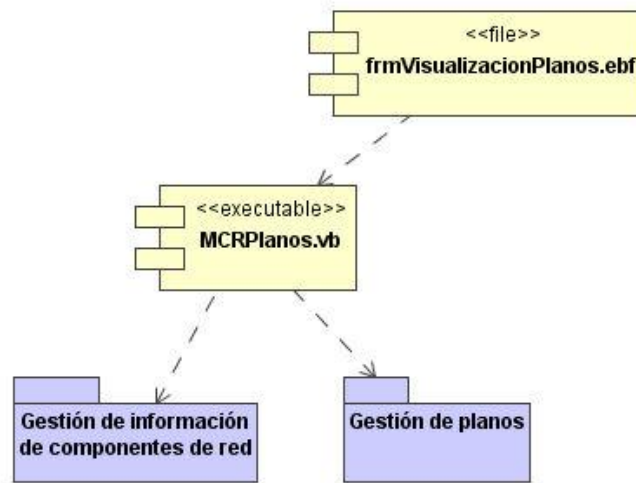 <<file>>
frmVisualizacionPlanos.ebf
<<executable>>
MCRPlanos.vb
Gestión de información
de componentes de red
Gestión de planos